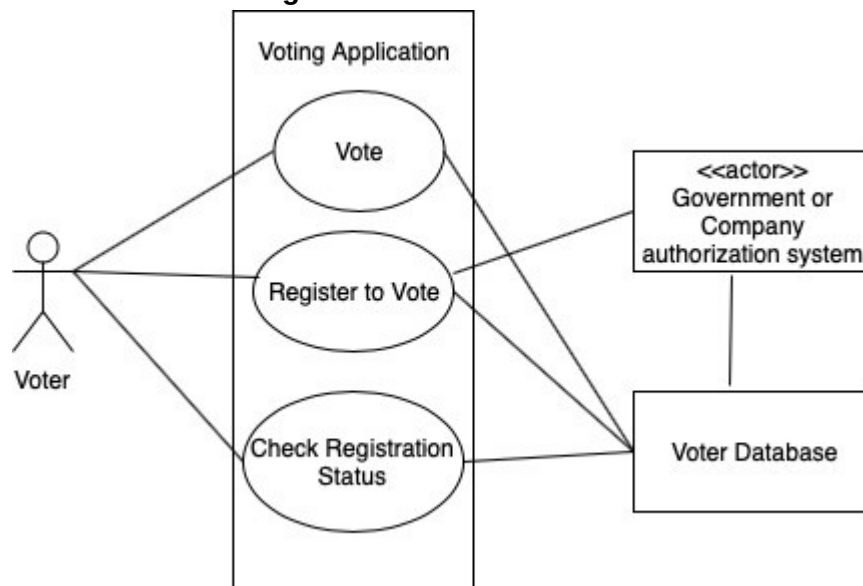 Voting Application
Vote
<<actor>>
Government or
Company
authorization system
Register to Vote
Voter
Check Registration
Status
Voter Database